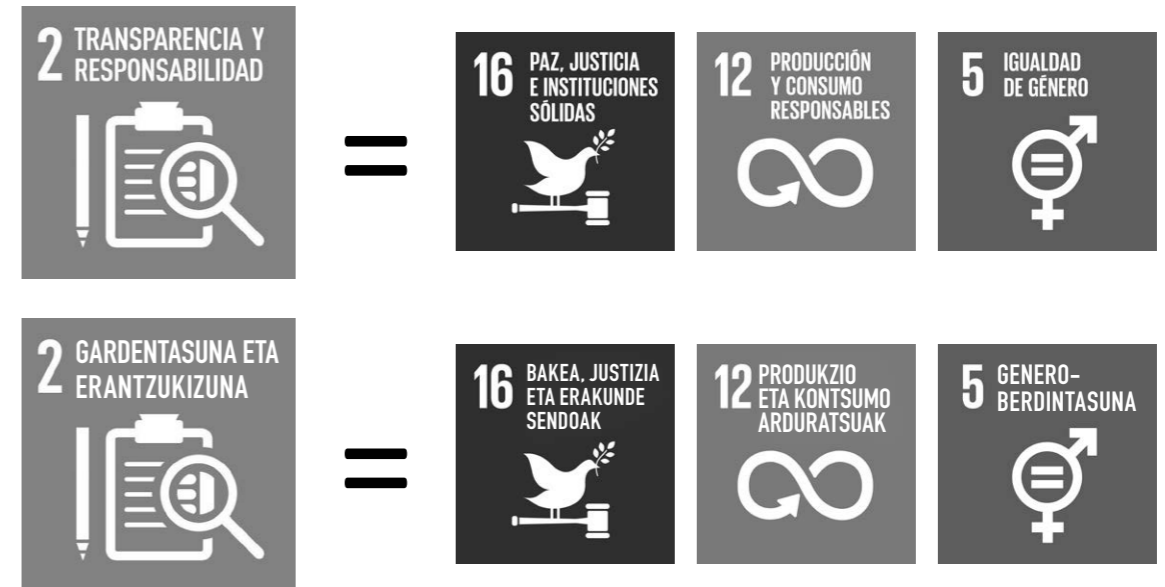 2 TRANSPARENCIA Y
RESPONSABILIDAD
=
16 PAZ, JUSTICIA
E INSTITUCIONES
SÓLIDAS
12 PRODUCCIÓN
Y CONSUMO
RESPONSABLES
5 IGUALDAD
DE GÉNERO
=
2 GARDENTASUNA ETA
ERANTZUKIZUNA
=
16 BAKEA, JUSTIZIA
ETA ERAKUNDE
SENDOAK
12 PRODUKZIO
ETA KONTSUMO
ARDURATSUAK
5 GENERO-
BERDINTASUNA
=